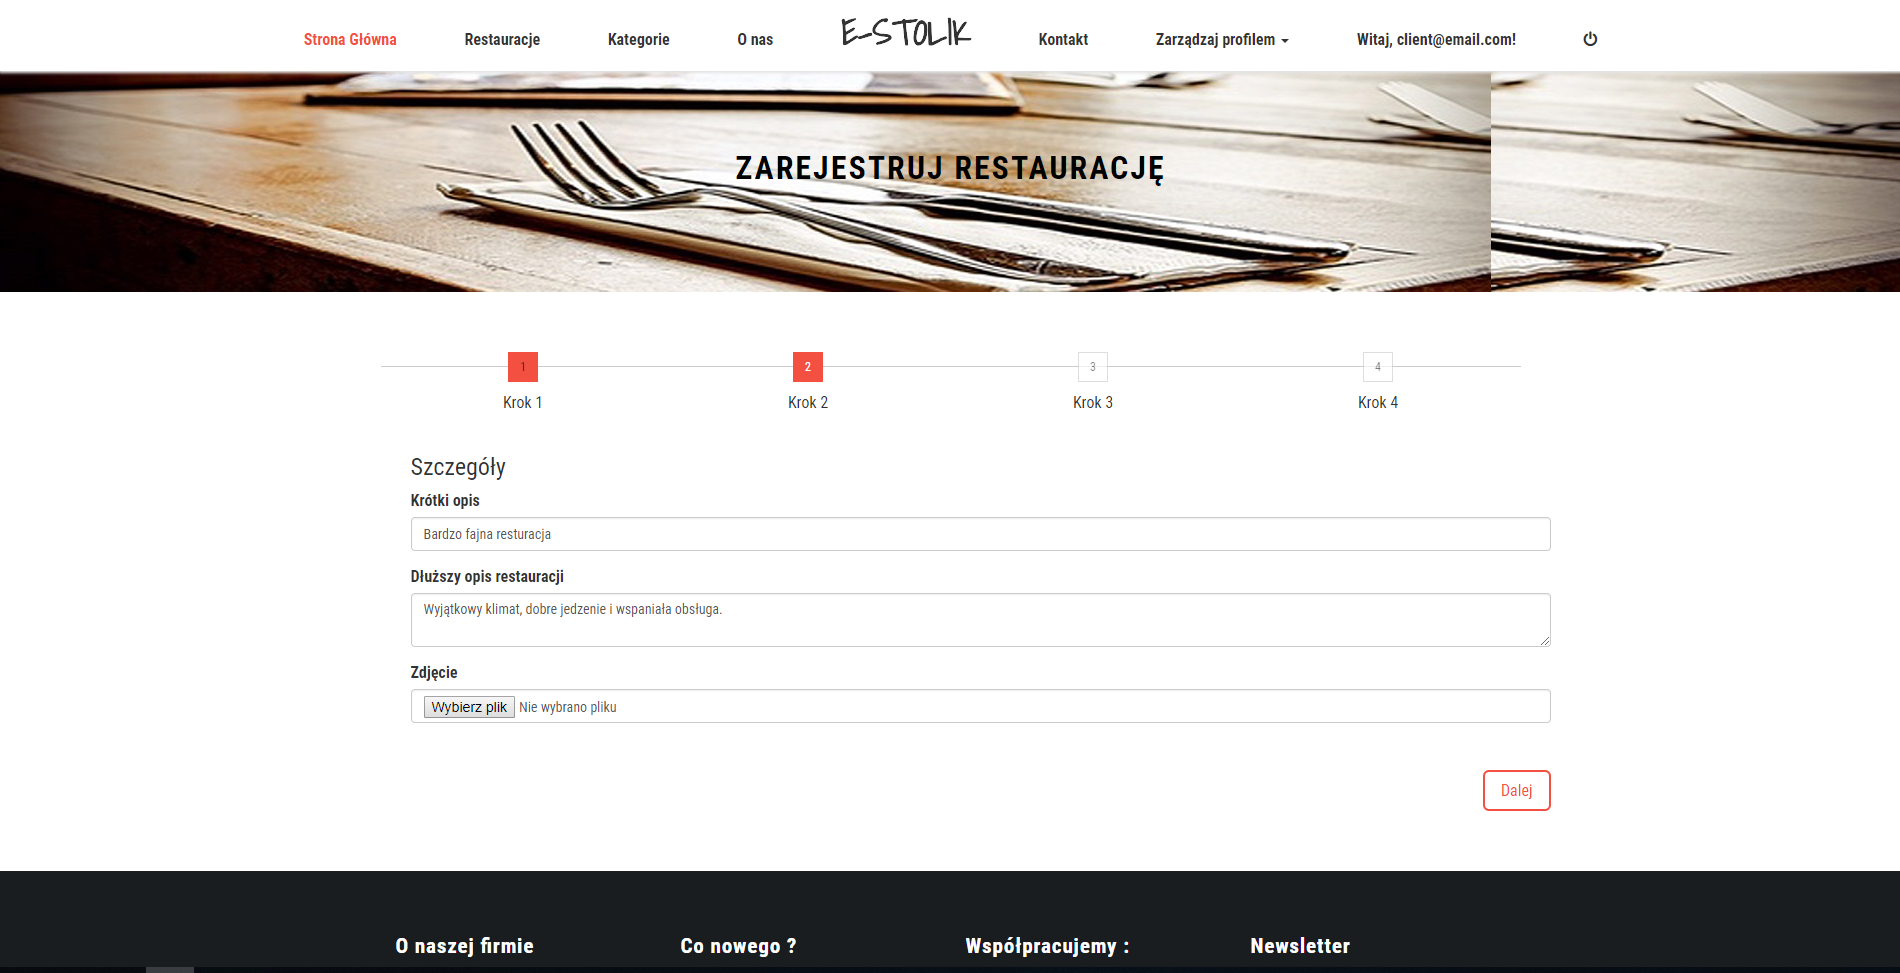 Strona Główna Restauracje Kategorie O nas E-STOLIK Kontakt Zarządzaj profilem Witaj, client@email.com!
ZAREJESTRUJ RESTAURACJĘ
1 2 3 4
Krok 1 Krok 2 Krok 3 Krok 4
Szczegóły
Krótki opis
Bardzo fajna resturacja
Dłuższy opis restauracji
Wyjątkowy klimat, dobre jedzenie i wspaniała obsługa.
Zdjęcie
Wybierz plik Nie wybrano pliku
Dalej
O naszej firmie Co nowego ? Współpracujemy : Newsletter